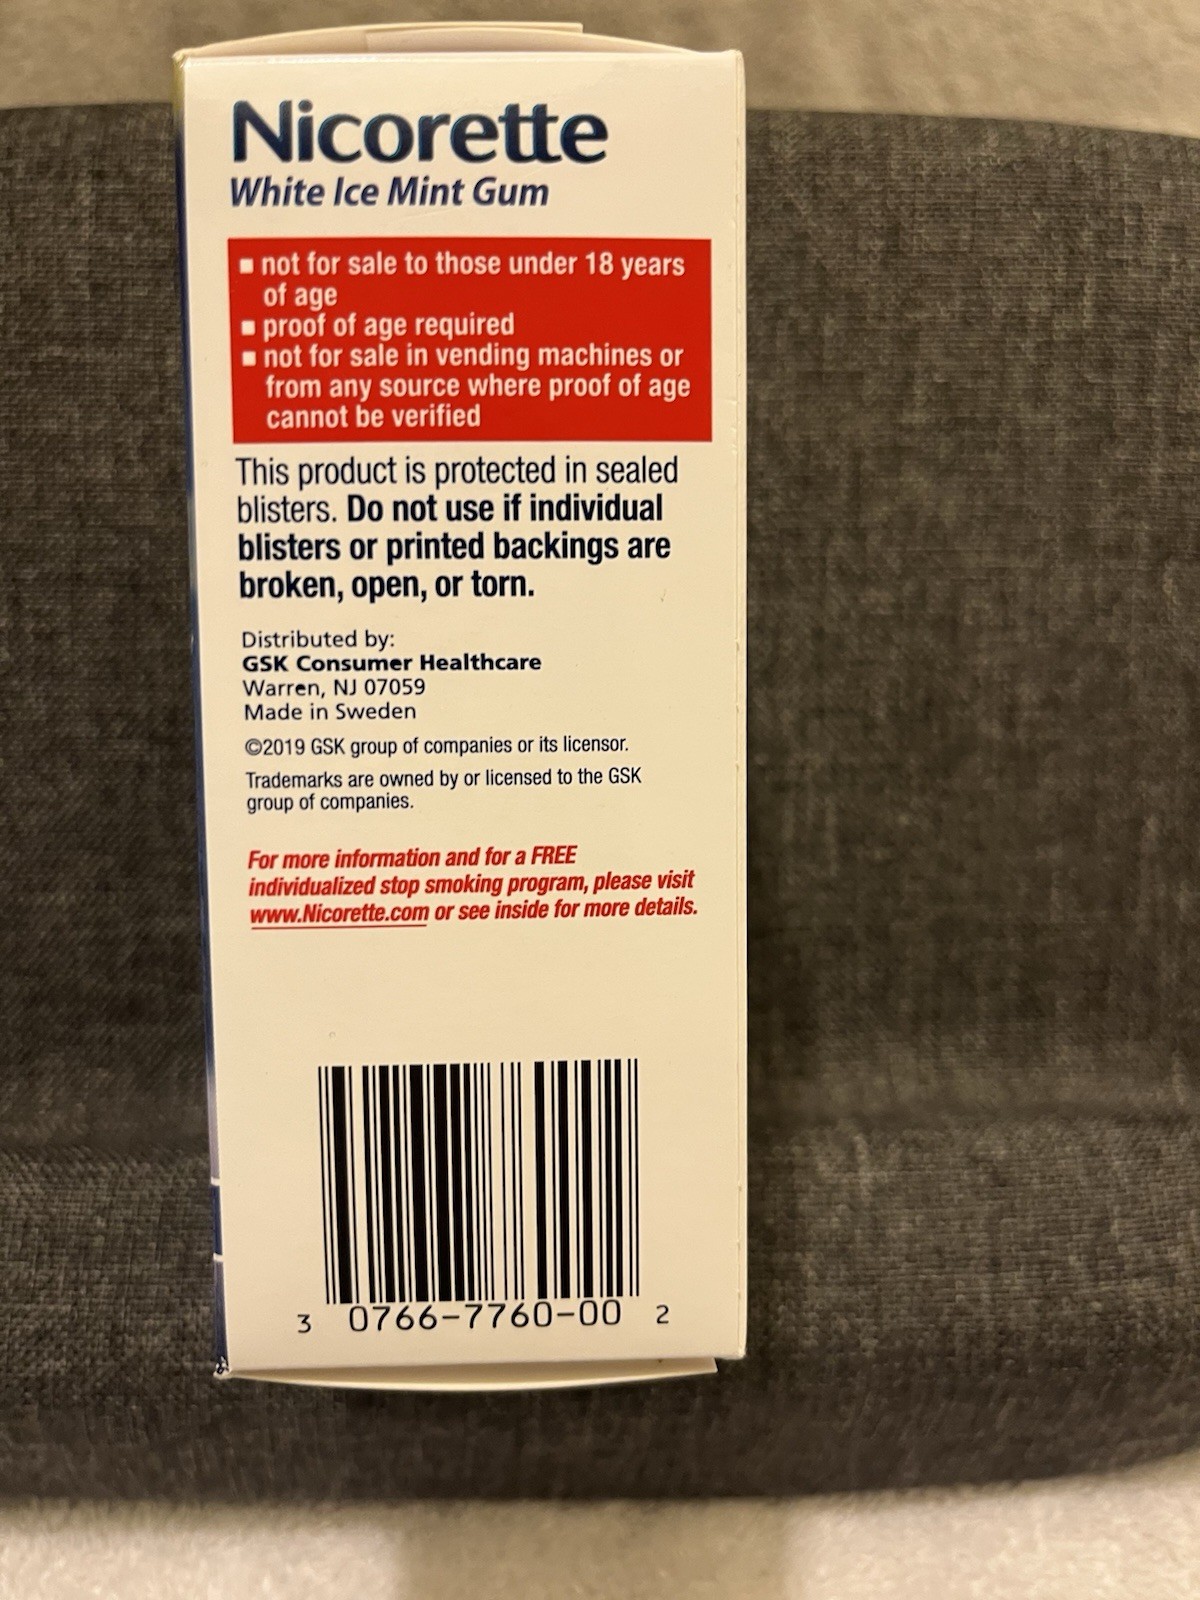 Nicorette
White Ice Mint Gum
▪ not for sale to those under 18 years
of age
▪ proof of age required
▪ not for sale in vending machines or
from any source where proof of age
cannot be verified
This product is protected in sealed
blisters. Do not use if individual
blisters or printed backings are
broken, open, or torn.
Distributed by:
GSK Consumer Healthcare
Warren, NJ 07059
Made in Sweden
©2019 GSK group of companies or its licensor.
Trademarks are owned by or licensed to the GSK
group of companies.
For more information and for a FREE
individualized stop smoking program, please visit
www.Nicorette.com or see inside for more details.
3 0766-7760-00 2